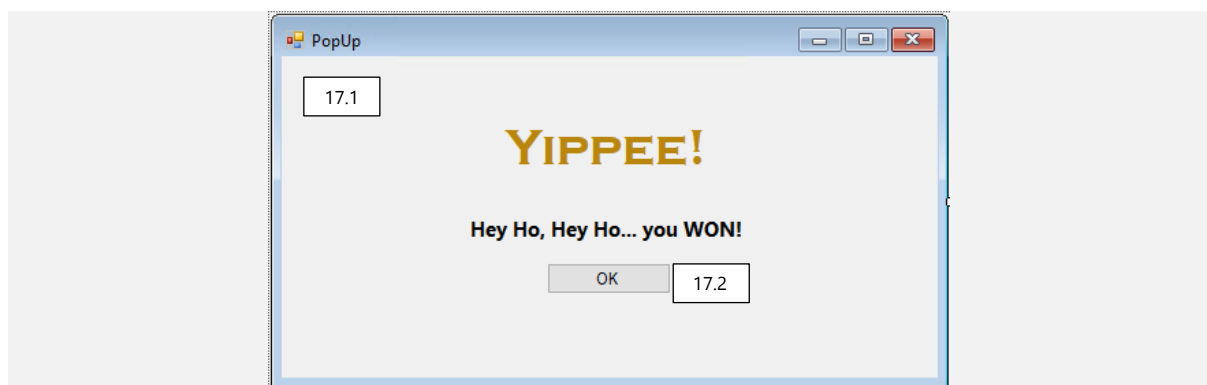 PopUp
17.1
YIPPEE!
Hey Ho, Hey Ho... you WON!
OK
17.2